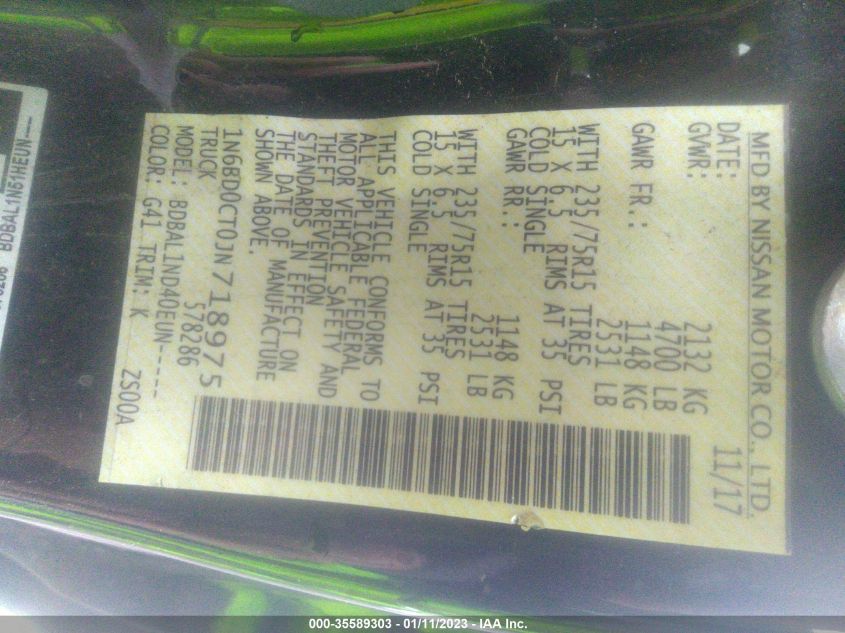 MFD BY NISSAN MOTOR CO., LTD.
DATE: 11/17
GVWR: 2132 KG
4700 LB
GAWR FR.: 1148 KG
2531 LB
WITH 235/75R15 TIRES
15 X 6.5 RIMS AT 35 PSI
COLD SINGLE
GAWR RR.: 1148 KG
2531 LB
WITH 235/75R15 TIRES
15 X 6.5 RIMS AT 35 PSI
COLD SINGLE
THIS VEHICLE CONFORMS TO
ALL APPLICABLE FEDERAL
MOTOR VEHICLE SAFETY AND
THEFT PREVENTION
STANDARDS IN EFFECT ON
THE DATE OF MANUFACTURE
SHOWN ABOVE.
1N6BD0CT0JN718975
TRUCK 578286
MODEL: BDBAL1ND4DEUN-----
COLOR: G41 TRIM: K ZS00A
BDBAL1N51HEUN---
000-35589303 - 01/11/2023 - IAA Inc.